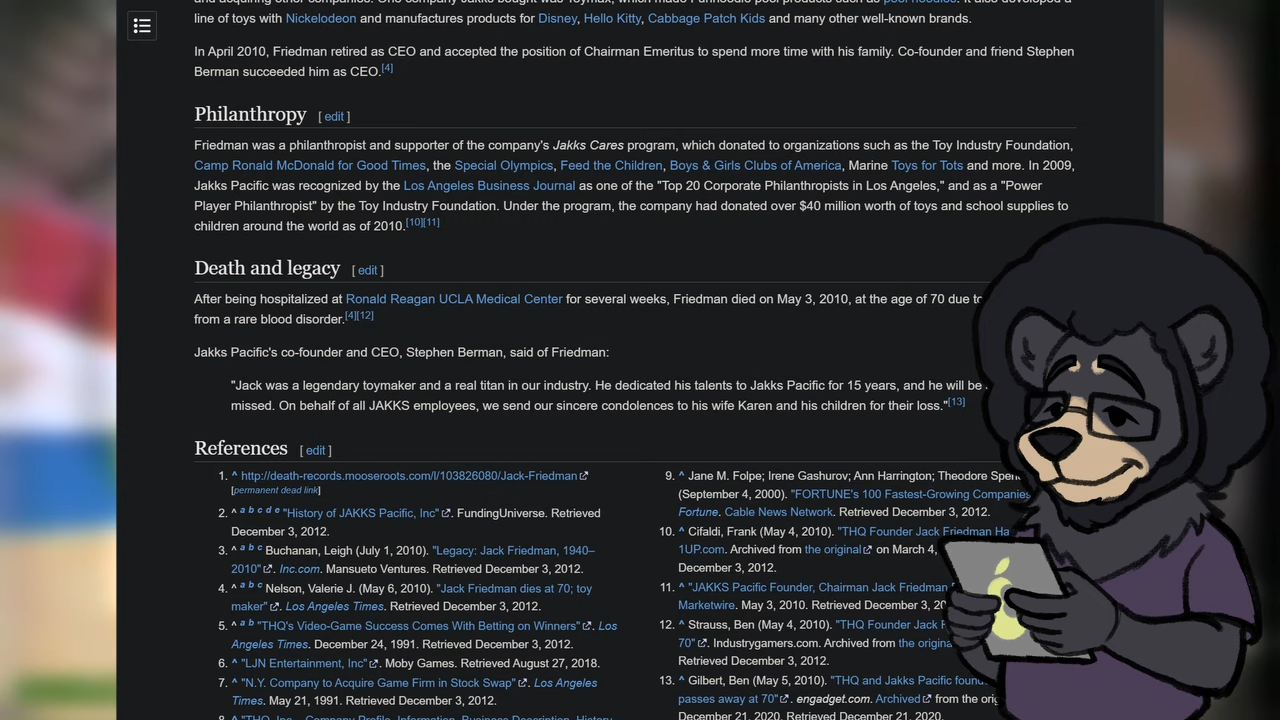 line of toys with Nickelodeon and manufactures products for Disney, Hello Kitty, Cabbage Patch Kids and many other well-known brands.
In April 2010, Friedman retired as CEO and accepted the position of Chairman Emeritus to spend more time with his family. Co-founder and friend Stephen
Berman succeeded him as CEO.[4]
Philanthropy [ edit ]
Friedman was a philanthropist and supporter of the company's Jakks Cares program, which donated to organizations such as the Toy Industry Foundation,
Camp Ronald McDonald for Good Times, the Special Olympics, Feed the Children, Boys & Girls Clubs of America, Marine Toys for Tots and more. In 2009,
Jakks Pacific was recognized by the Los Angeles Business Journal as one of the "Top 20 Corporate Philanthropists in Los Angeles," and as a "Power
Player Philanthropist" by the Toy Industry Foundation. Under the program, the company had donated over $40 million worth of toys and school supplies to
children around the world as of 2010.[10][11]
Death and legacy [ edit ]
After being hospitalized at Ronald Reagan UCLA Medical Center for several weeks, Friedman died on May 3, 2010, at the age of 70 due to
from a rare blood disorder.[4][12]
Jakks Pacific's co-founder and CEO, Stephen Berman, said of Friedman:
"Jack was a legendary toymaker and a real titan in our industry. He dedicated his talents to Jakks Pacific for 15 years, and he will be
missed. On behalf of all JAKKS employees, we send our sincere condolences to his wife Karen and his children for their loss."[13]
References [ edit ]
1. ^ http://death-records.mooseroots.com/l/103826080/Jack-Friedman
[permanent dead link]
2. ^ a b c d e "History of JAKKS Pacific, Inc". FundingUniverse. Retrieved
December 3, 2012.
3. ^ a b c Buchanan, Leigh (July 1, 2010). "Legacy: Jack Friedman, 1940–
2010". Inc.com. Mansueto Ventures. Retrieved December 3, 2012.
4. ^ a b c Nelson, Valerie J. (May 6, 2010). "Jack Friedman dies at 70; toy
maker". Los Angeles Times. Retrieved December 3, 2012.
5. ^ a b "THQ's Video-Game Success Comes With Betting on Winners". Los
Angeles Times. December 24, 1991. Retrieved December 3, 2012.
6. ^ "LJN Entertainment, Inc". Moby Games. Retrieved August 27, 2018.
7. ^ "N.Y. Company to Acquire Game Firm in Stock Swap". Los Angeles
Times. May 21, 1991. Retrieved December 3, 2012.
8. ^ "THQ, Inc. – Company Profile, Information, Business Description, History,
9. ^ Jane M. Folpe; Irene Gashurov; Ann Harrington; Theodore
(September 4, 2000). "FORTUNE's 100 Fastest-Growing Companies
Fortune. Cable News Network. Retrieved December 3, 2012.
10. ^ Cifaldi, Frank (May 4, 2010). "THQ Founder Jack Friedman
1UP.com. Archived from the original on March 4,
December 3, 2012.
11. ^ "JAKKS Pacific Founder, Chairman Jack Friedman
Marketwire. May 3, 2010. Retrieved December 3,
12. ^ Strauss, Ben (May 4, 2010). "THQ Founder Jack
70". Industrygamers.com. Archived from the
Retrieved December 3, 2012.
13. ^ Gilbert, Ben (May 5, 2010). "THQ and Jakks Pacific
passes away at 70". engadget.com. Archived from the
December 21, 2020. Retrieved December 21, 2020.